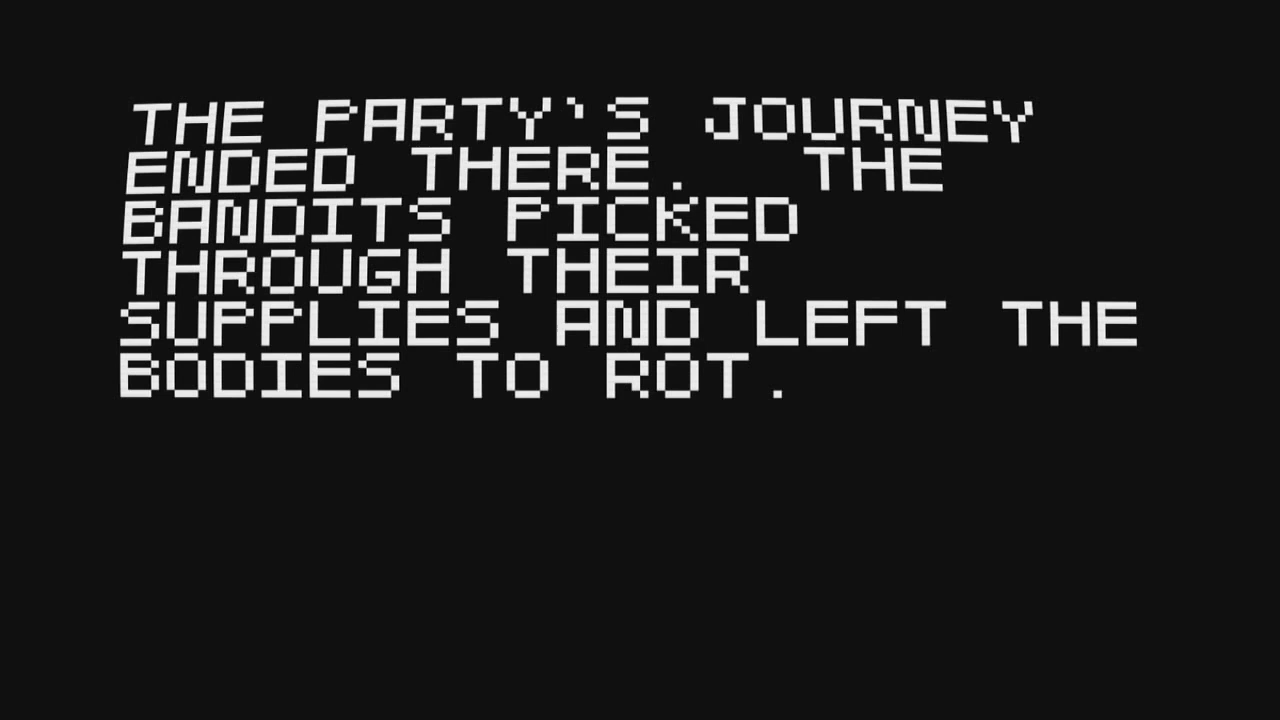 THE PARTY'S JOURNEY
ENDED THERE.  THE
BANDITS PICKED
THROUGH THEIR
SUPPLIES AND LEFT THE
BODIES TO ROT.